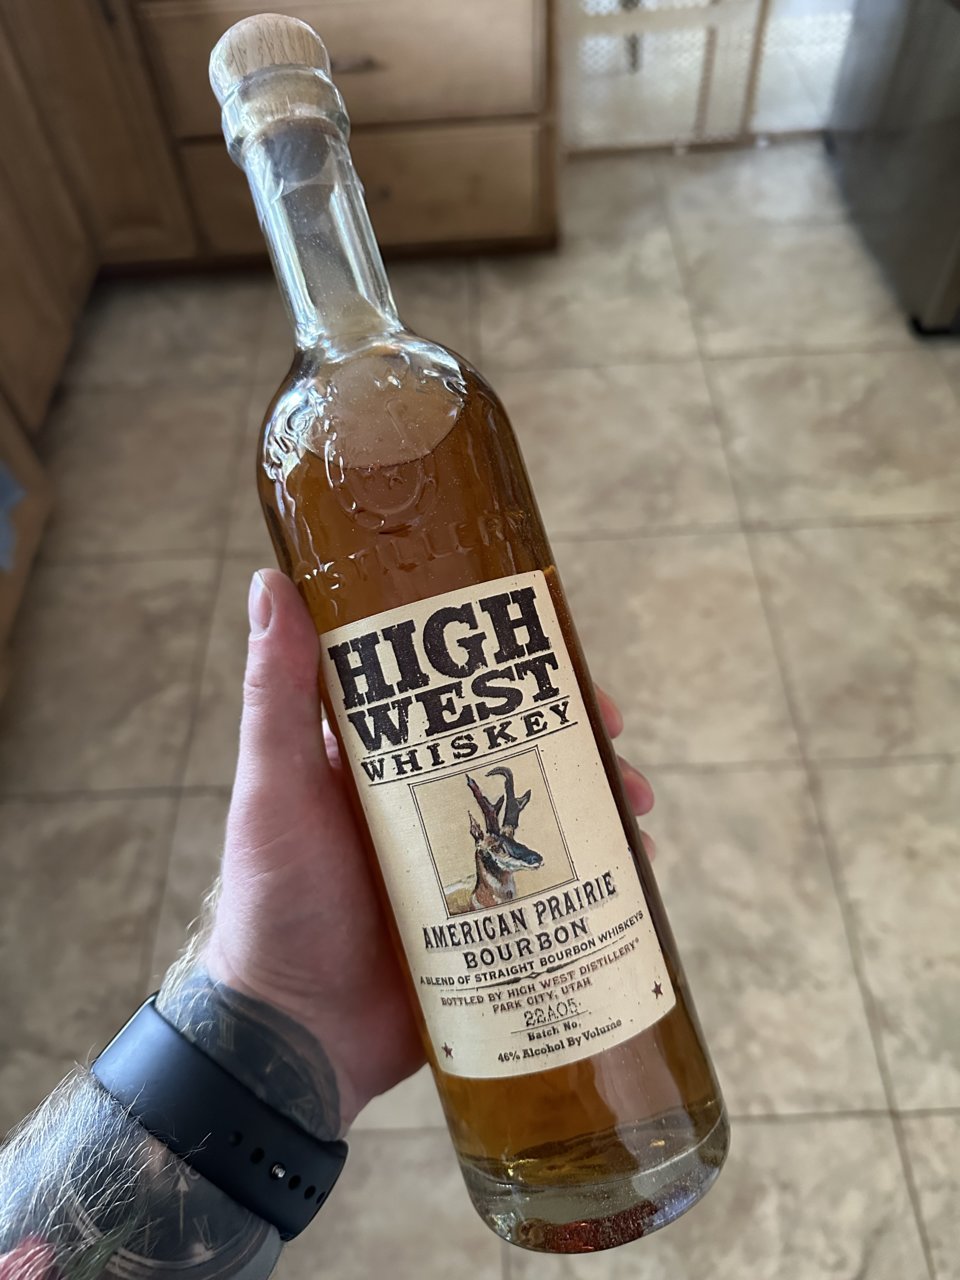 DISTILLERY
HIGH
WEST
WHISKEY
AMERICAN PRAIRIE
BOURBON
A BLEND OF STRAIGHT BOURBON WHISKEYS
BOTTLED BY HIGH WEST DISTILLERY®
PARK CITY, UTAH
22A05
Batch No.
46% Alcohol By Volume